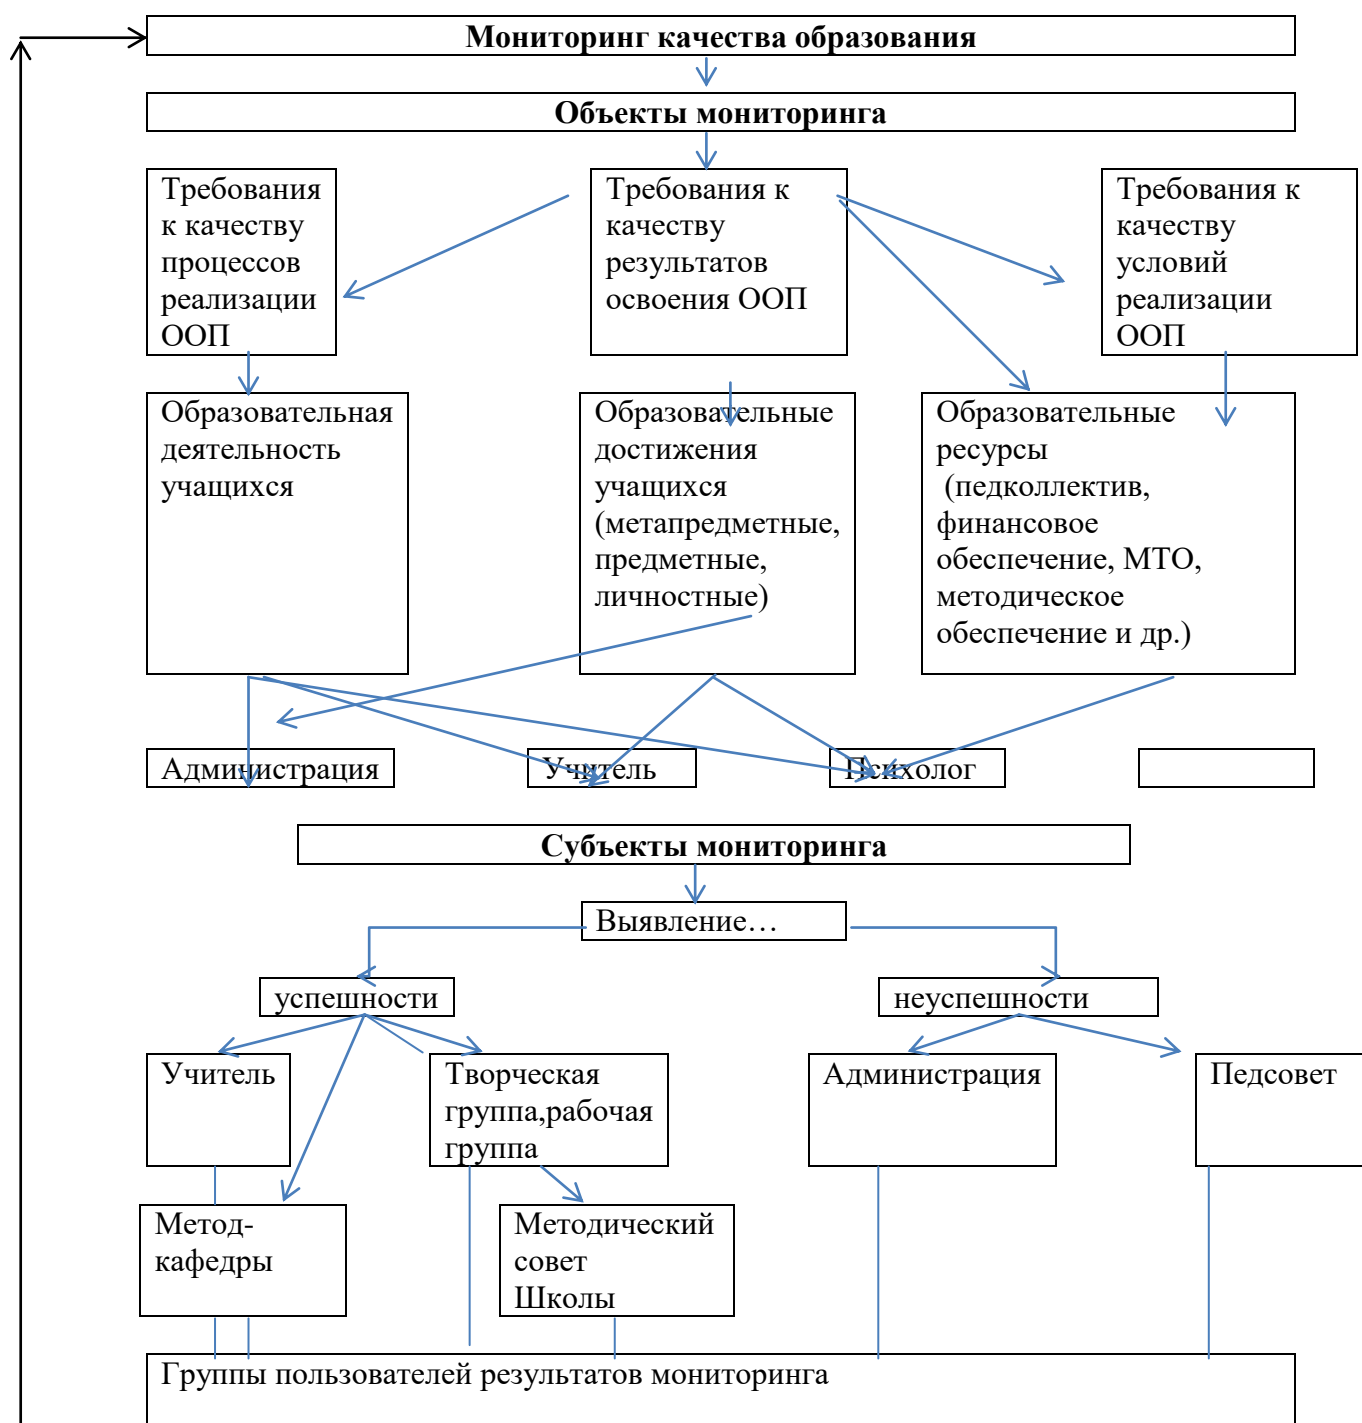 Мониторинг качества образования
Объекты мониторинга
Требования
к качеству
процессов
реализации
ООП
Требования к
качеству
результатов
освоения ООП
Требования к
качеству
условий
реализации
ООП
Образовательная
деятельность
учащихся
Образовательные
достижения
учащихся
(метапредметные,
предметные,
личностные)
Образовательные
ресурсы
(педколлектив,
финансовое
обеспечение, МТО,
методическое
обеспечение и др.)
Администрация
Учитель
Психолог
Субъекты мониторинга
Выявление…
успешности
неуспешности
Учитель
Творческая
группа,рабочая
группа
Администрация
Педсовет
Метод-
кафедры
Методический
совет
Школы
Группы пользователей результатов мониторинга